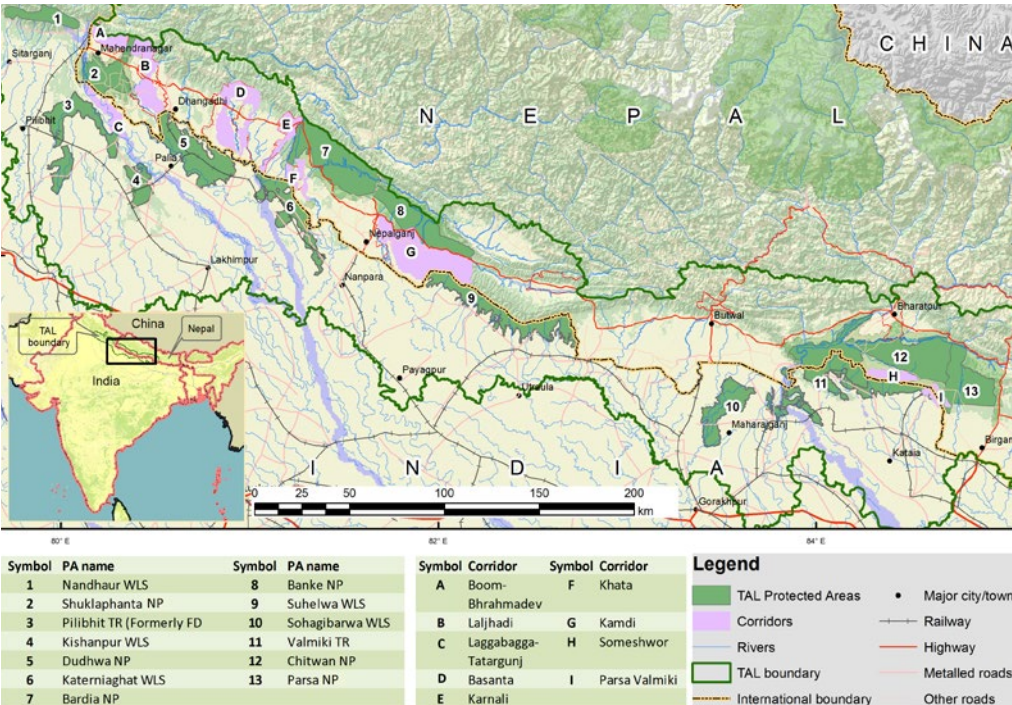 1
A
Mahendranagar
Sitarganj
2
B
Dhangadhi
D
C H I N A
3
Pilibhit
C
5
E
7
N E P A L
Palia
4
F
6
8
Nepalganj
G
Lakhimpur
Nanpara
9
Butwal
Bharatpur
12
H
11
I
13
Payagpur
Utraula
10
Maharajganj
Birganj
Kataia
I N D I A
Gorakhpur
TAL boundary
China
Nepal
India
0 25 50 100 150 200
km
80° E 82° E 84° E
Symbol PA name Symbol PA name
1 Nandhaur WLS 8 Banke NP
2 Shuklaphanta NP 9 Suhelwa WLS
3 Pilibhit TR (Formerly FD 10 Sohagibarwa WLS
4 Kishanpur WLS 11 Valmiki TR
5 Dudhwa NP 12 Chitwan NP
6 Katerniaghat WLS 13 Parsa NP
7 Bardia NP
Symbol Corridor Symbol Corridor
A Boom- F Khata
Bhrahmadev
B Laljhadi G Kamdi
C Laggabagga- H Someshwor
Tatargunj
D Basanta I Parsa Valmiki
E Karnali
Legend
TAL Protected Areas
Corridors
Rivers
TAL boundary
International boundary
Major city/town
Railway
Highway
Metalled roads
Other roads